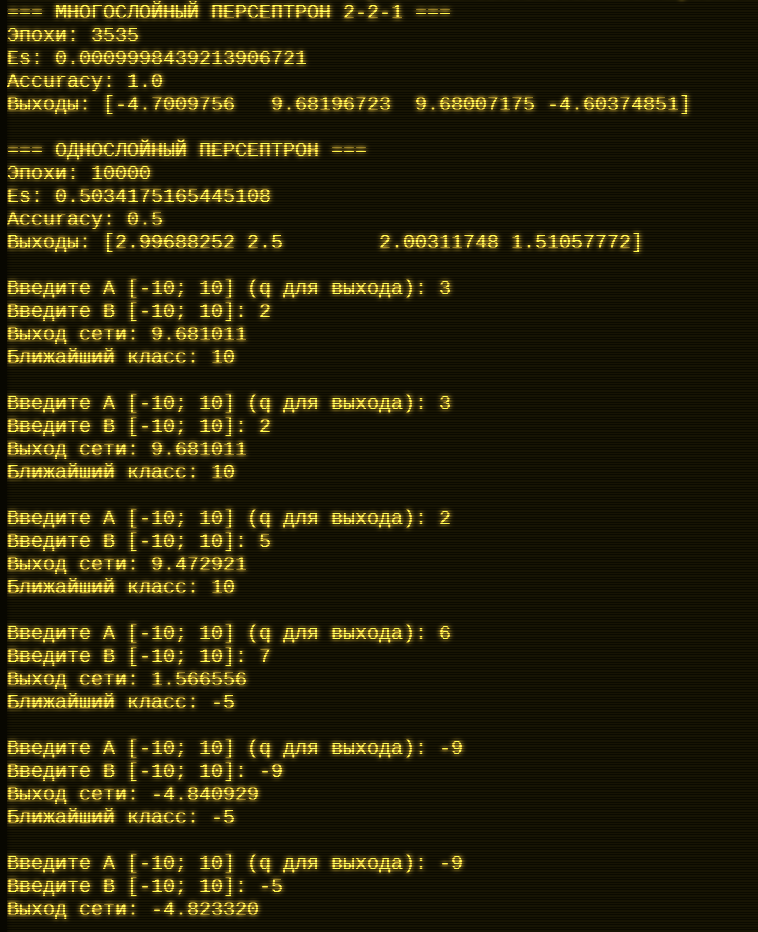 === МНОГОСЛОЙНЫЙ ПЕРСЕПТРОН 2-2-1 ===
Эпохи: 3535
Es: 0.0009998439213906721
Accuracy: 1.0
Выходы: [-4.7009756   9.68196723  9.68007175 -4.60374851]
=== ОДНОСЛОЙНЫЙ ПЕРСЕПТРОН ===
Эпохи: 10000
Es: 0.5034175165445108
Accuracy: 0.5
Выходы: [2.99688252 2.5        2.00311748 1.51057772]
Введите A [-10; 10] (q для выхода): 3
Введите B [-10; 10]: 2
Выход сети: 9.681011
Ближайший класс: 10
Введите A [-10; 10] (q для выхода): 3
Введите B [-10; 10]: 2
Выход сети: 9.681011
Ближайший класс: 10
Введите A [-10; 10] (q для выхода): 2
Введите B [-10; 10]: 5
Выход сети: 9.472921
Ближайший класс: 10
Введите A [-10; 10] (q для выхода): 6
Введите B [-10; 10]: 7
Выход сети: 1.566556
Ближайший класс: -5
Введите A [-10; 10] (q для выхода): -9
Введите B [-10; 10]: -9
Выход сети: -4.840929
Ближайший класс: -5
Введите A [-10; 10] (q для выхода): -9
Введите B [-10; 10]: -5
Выход сети: -4.823320